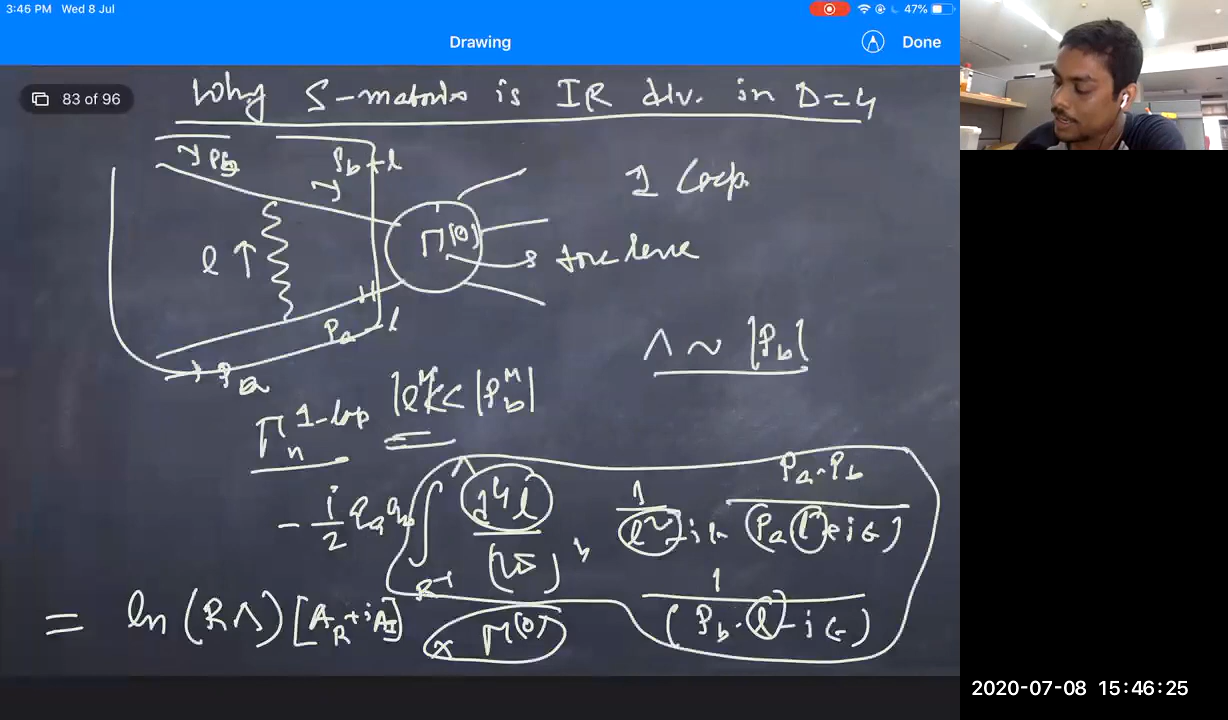 3:46 PM Wed 8 Jul
47%
Drawing
Done
83 of 96
Why S-matrix is IR div. in D=4
P_b
P_b + l
1 loop.
l ↑
Γ^(0)
→ tree level
P_a - l
P_a
Λ ~ |P_b|
Γ_n^{1-loop} |l^μ| << |P_b^μ|
- i/2 q_a q_b ∫_{R^-1}^Λ d^4 l / (2π)^4 1 / (l^2 - iε) P_a . P_b / (P_a . l + iε)
1 / (P_b . l - iε)
= ln (RΛ) [A_R + i A_I] × Γ^(0)
2020-07-08 15:46:25